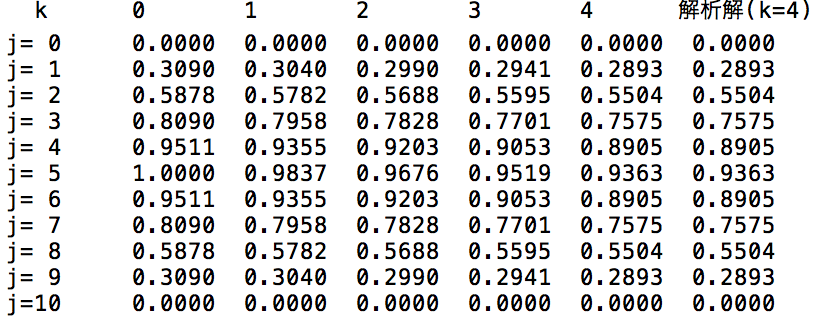 k 0 1 2 3 4 解析解(k=4)
j= 0 0.0000 0.0000 0.0000 0.0000 0.0000 0.0000
j= 1 0.3090 0.3040 0.2990 0.2941 0.2893 0.2893
j= 2 0.5878 0.5782 0.5688 0.5595 0.5504 0.5504
j= 3 0.8090 0.7958 0.7828 0.7701 0.7575 0.7575
j= 4 0.9511 0.9355 0.9203 0.9053 0.8905 0.8905
j= 5 1.0000 0.9837 0.9676 0.9519 0.9363 0.9363
j= 6 0.9511 0.9355 0.9203 0.9053 0.8905 0.8905
j= 7 0.8090 0.7958 0.7828 0.7701 0.7575 0.7575
j= 8 0.5878 0.5782 0.5688 0.5595 0.5504 0.5504
j= 9 0.3090 0.3040 0.2990 0.2941 0.2893 0.2893
j=10 0.0000 0.0000 0.0000 0.0000 0.0000 0.0000